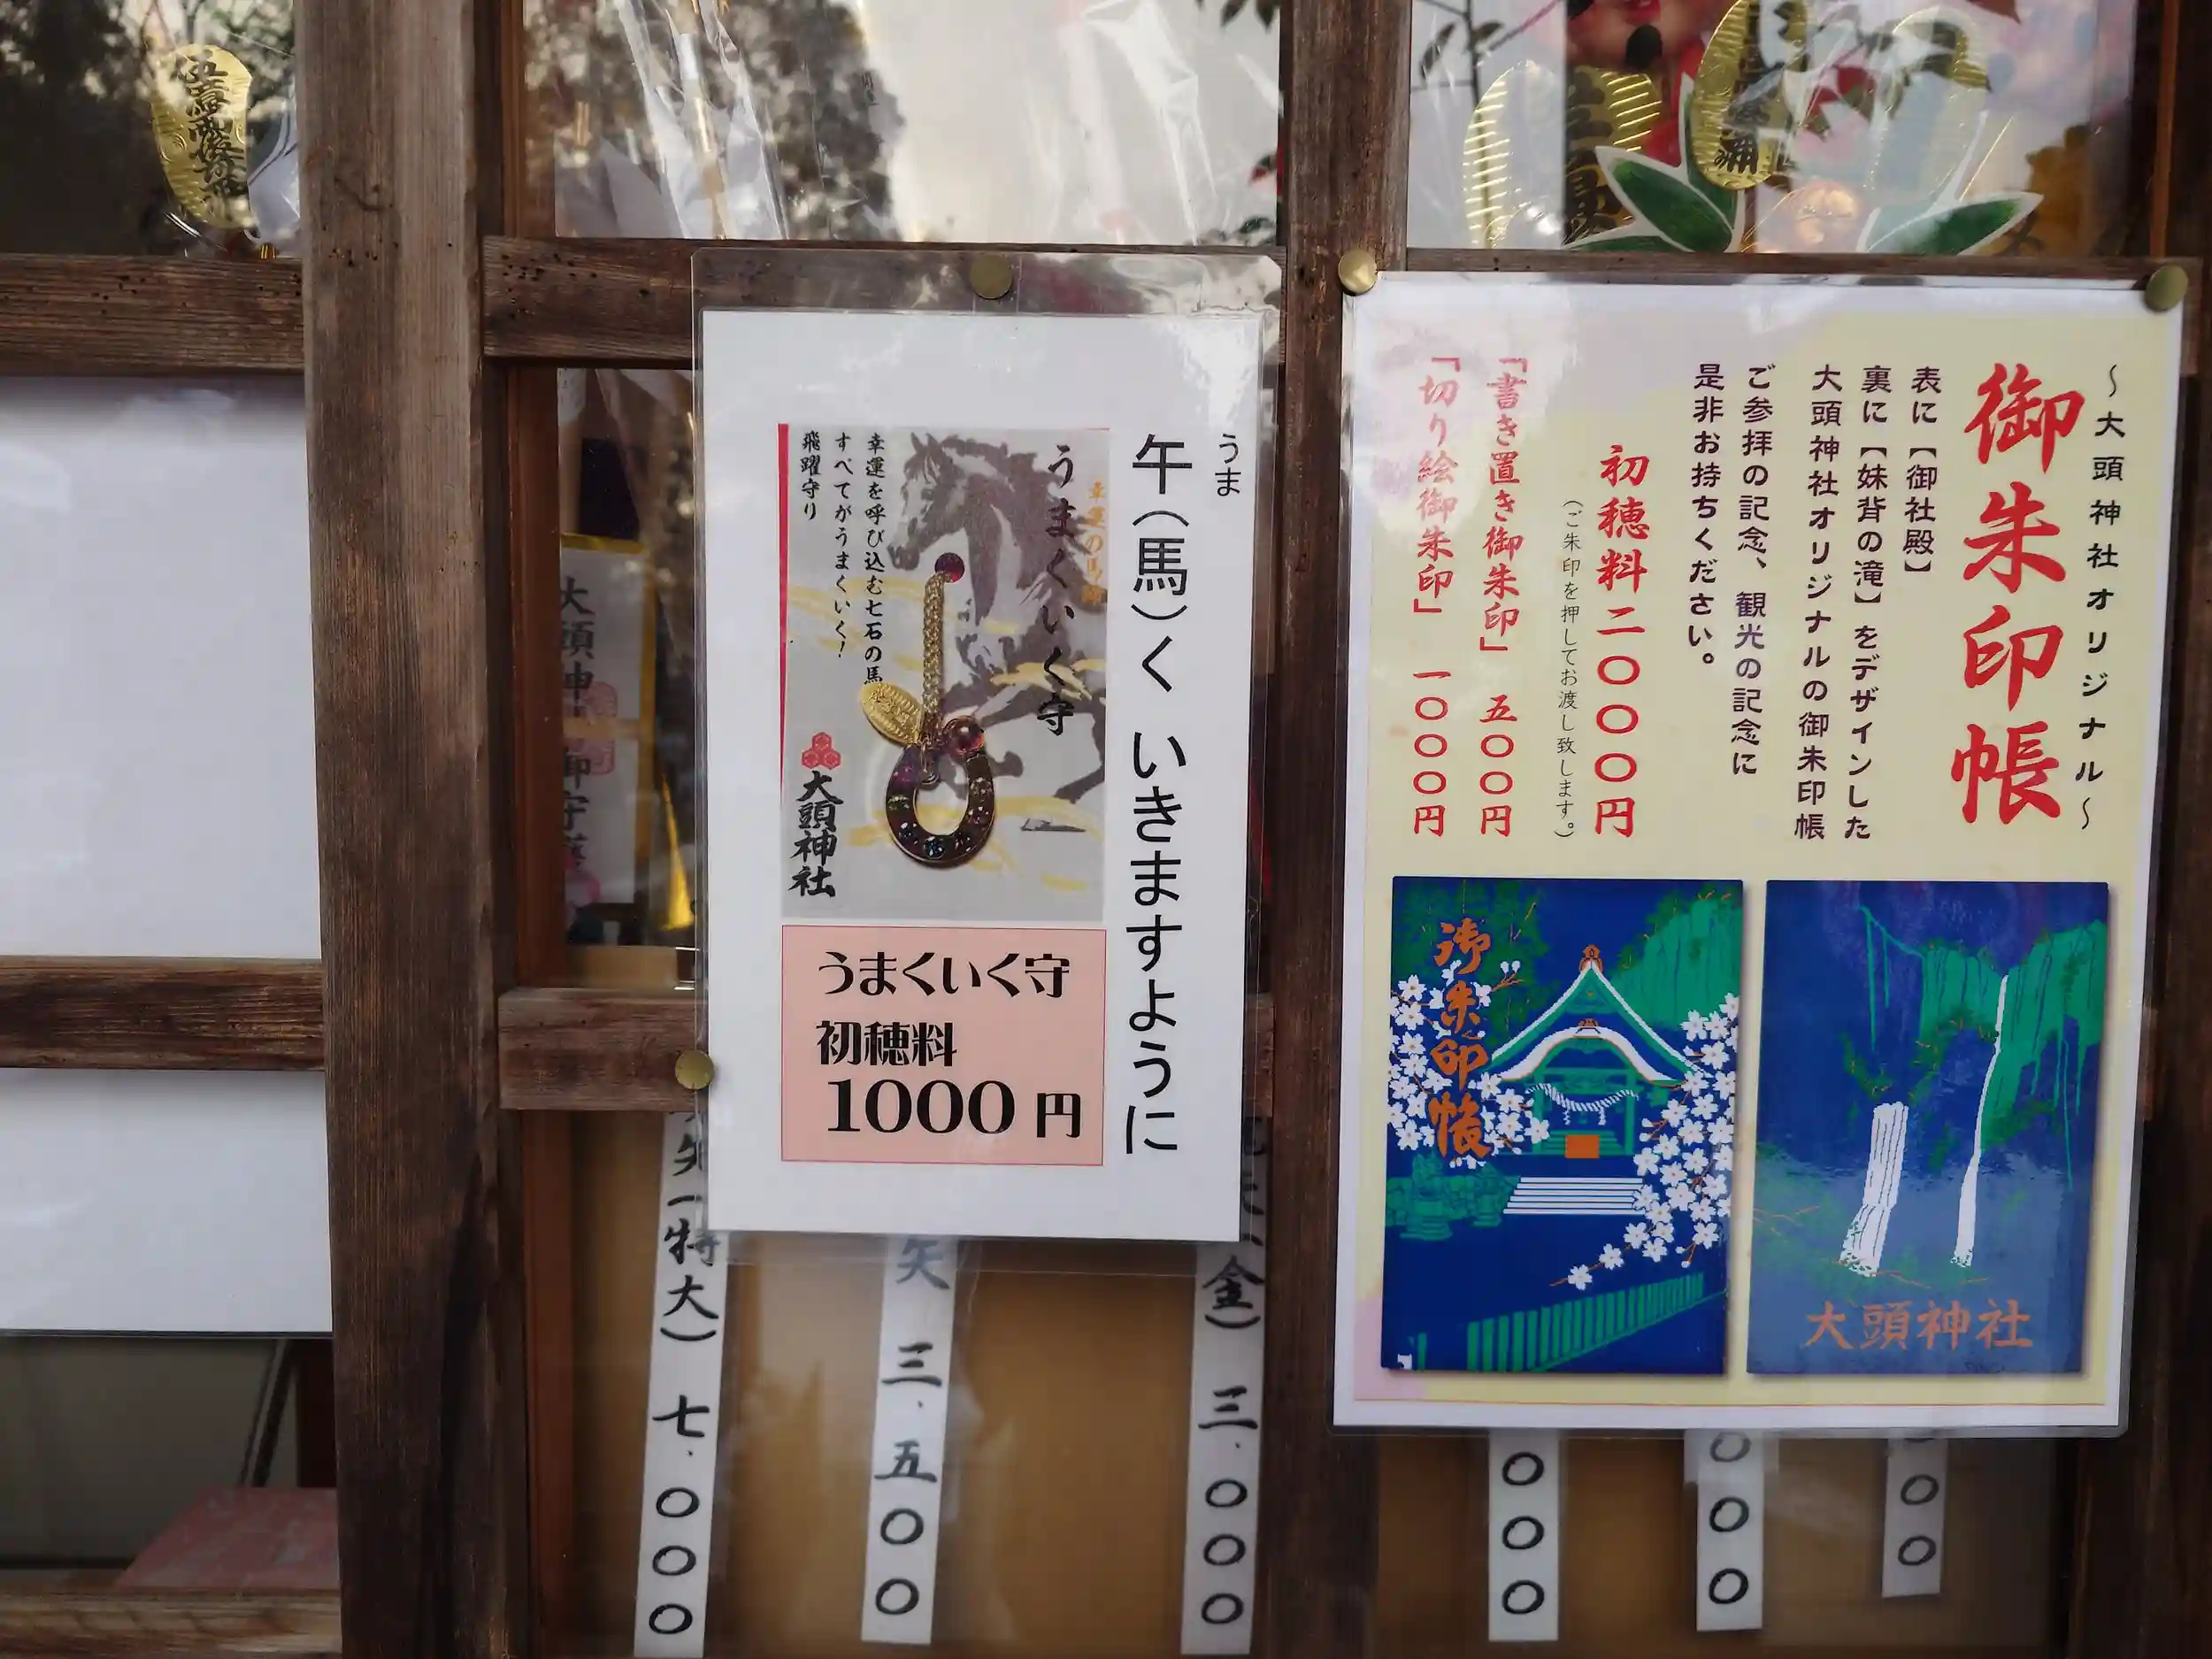 〜大頭神社オリジナル〜
御朱印帳
表に【御社殿】
裏に【妹背の滝】をデザインした
大頭神社オリジナルの御朱印帳
ご参拝の記念、観光の記念に
是非お持ちください。
初穂料二〇〇〇円
（ご朱印を押してお渡し致します。）
「書き置き御朱印」 五〇〇円
「切り絵御朱印」 一〇〇〇円
御朱印帳
大頭神社
うま
午（馬）く いきますように
幸運の馬蹄
うまくいく守
幸運を呼び込む七石の馬
すべてがうまくいく！
飛躍守り
大頭神社
うまくいく守
初穂料
1000 円
金） 三.〇〇〇
矢 三.五〇〇
特大） 七.〇〇〇
〇〇〇
〇〇〇
〇〇